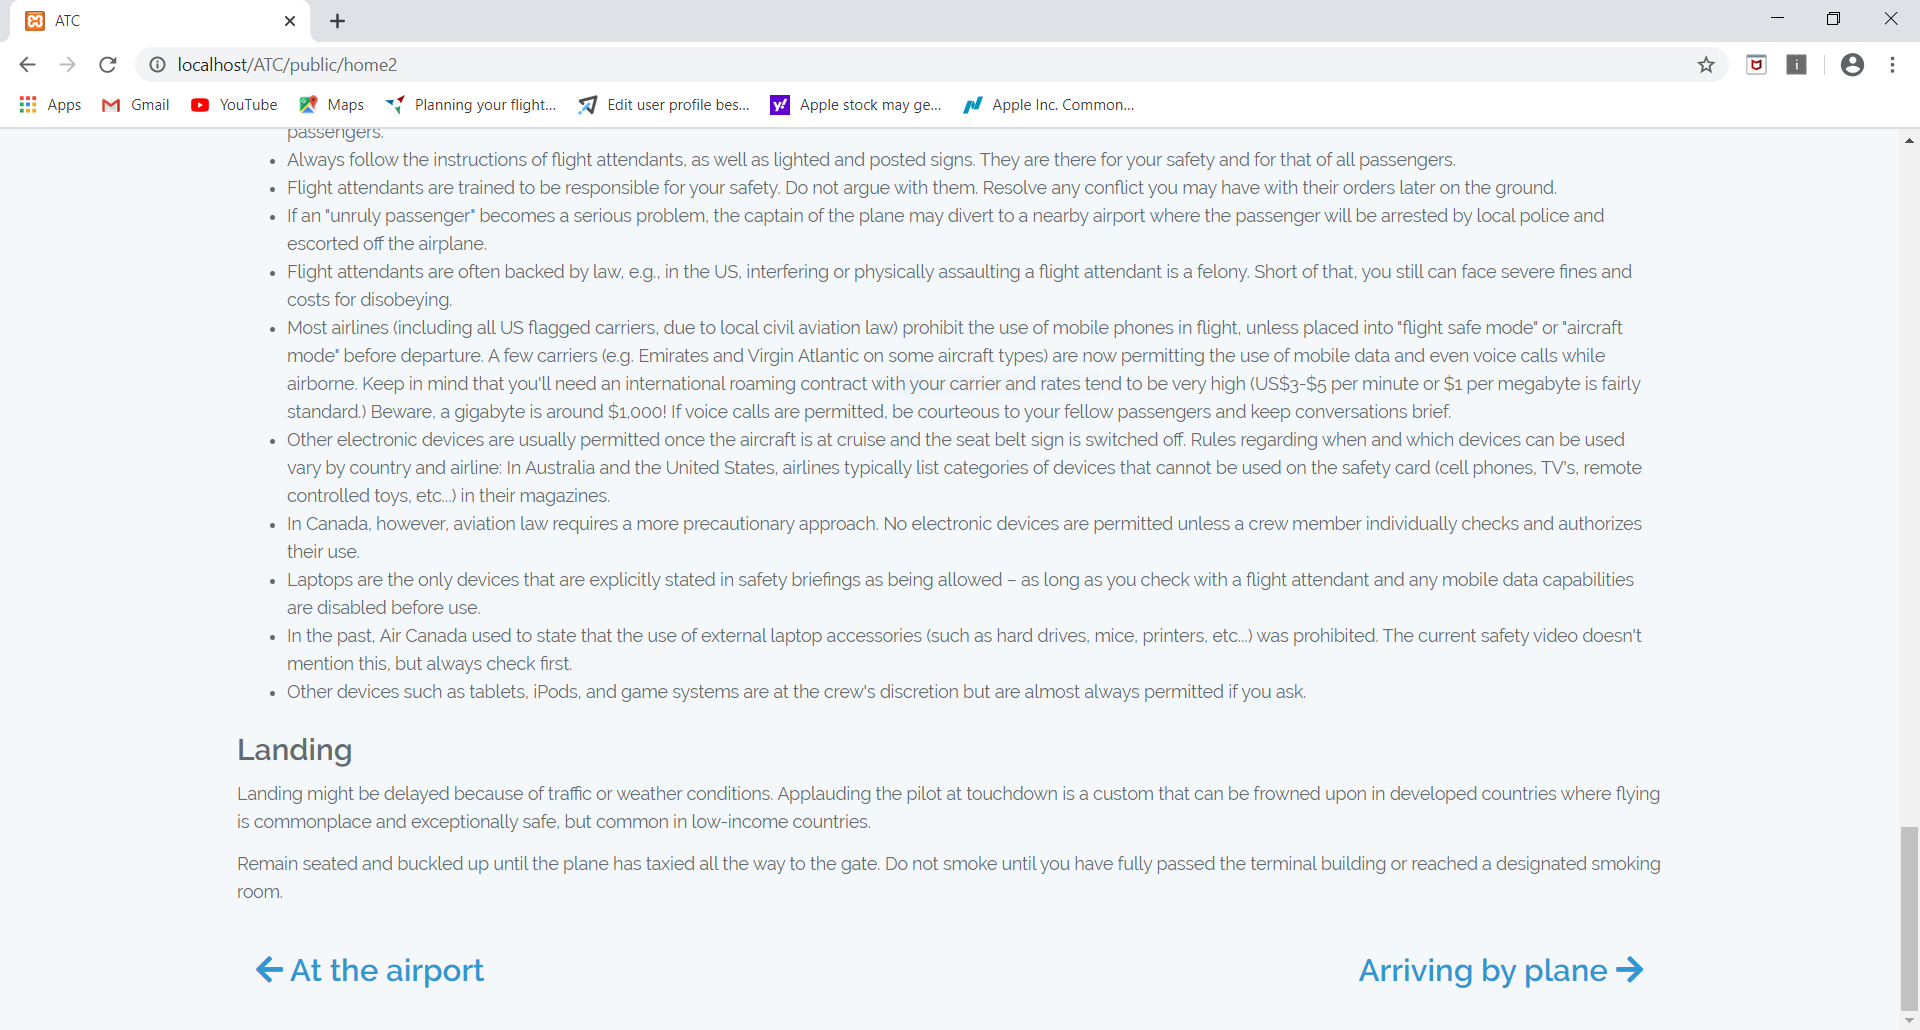 ATC
localhost/ATC/public/home2
Apps Gmail YouTube Maps Planning your flight... Edit user profile bes... Apple stock may ge... Apple Inc. Common...
passengers.
• Always follow the instructions of flight attendants, as well as lighted and posted signs. They are there for your safety and for that of all passengers.
• Flight attendants are trained to be responsible for your safety. Do not argue with them. Resolve any conflict you may have with their orders later on the ground.
• If an "unruly passenger" becomes a serious problem, the captain of the plane may divert to a nearby airport where the passenger will be arrested by local police and
escorted off the airplane.
• Flight attendants are often backed by law, e.g., in the US, interfering or physically assaulting a flight attendant is a felony. Short of that, you still can face severe fines and
costs for disobeying.
• Most airlines (including all US flagged carriers, due to local civil aviation law) prohibit the use of mobile phones in flight, unless placed into "flight safe mode" or "aircraft
mode" before departure. A few carriers (e.g. Emirates and Virgin Atlantic on some aircraft types) are now permitting the use of mobile data and even voice calls while
airborne. Keep in mind that you'll need an international roaming contract with your carrier and rates tend to be very high (US$3-$5 per minute or $1 per megabyte is fairly
standard.) Beware, a gigabyte is around $1,000! If voice calls are permitted, be courteous to your fellow passengers and keep conversations brief.
• Other electronic devices are usually permitted once the aircraft is at cruise and the seat belt sign is switched off. Rules regarding when and which devices can be used
vary by country and airline: In Australia and the United States, airlines typically list categories of devices that cannot be used on the safety card (cell phones, TV's, remote
controlled toys, etc...) in their magazines.
• In Canada, however, aviation law requires a more precautionary approach. No electronic devices are permitted unless a crew member individually checks and authorizes
their use.
• Laptops are the only devices that are explicitly stated in safety briefings as being allowed – as long as you check with a flight attendant and any mobile data capabilities
are disabled before use.
• In the past, Air Canada used to state that the use of external laptop accessories (such as hard drives, mice, printers, etc...) was prohibited. The current safety video doesn't
mention this, but always check first.
• Other devices such as tablets, iPods, and game systems are at the crew's discretion but are almost always permitted if you ask.
Landing
Landing might be delayed because of traffic or weather conditions. Applauding the pilot at touchdown is a custom that can be frowned upon in developed countries where flying
is commonplace and exceptionally safe, but common in low-income countries.
Remain seated and buckled up until the plane has taxied all the way to the gate. Do not smoke until you have fully passed the terminal building or reached a designated smoking
room.
← At the airport Arriving by plane →